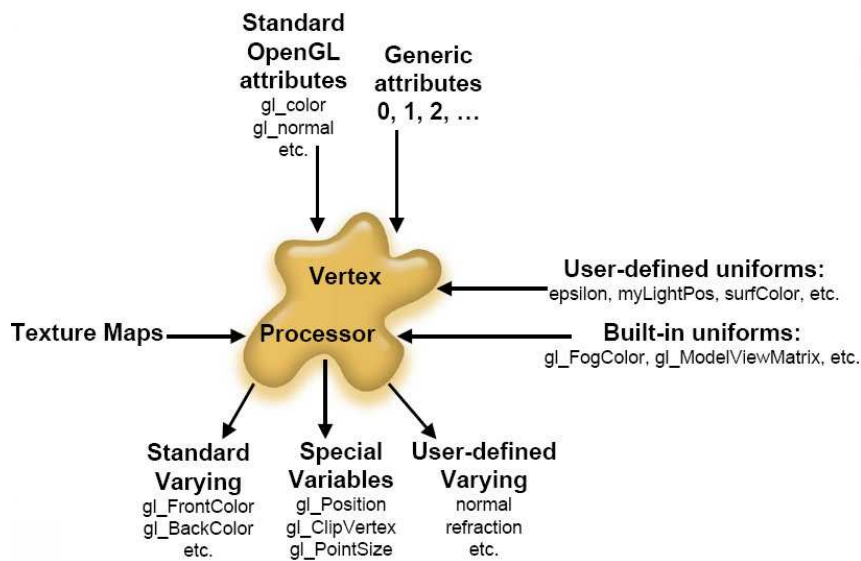 Standard
OpenGL
attributes
gl_color
gl_normal
etc.
Generic
attributes
0, 1, 2, ...
Vertex
Processor
Texture Maps
User-defined uniforms:
epsilon, myLightPos, surfColor, etc.
Built-in uniforms:
gl_FogColor, gl_ModelViewMatrix, etc.
Standard
Varying
gl_FrontColor
gl_BackColor
etc.
Special
Variables
gl_Position
gl_ClipVertex
gl_PointSize
User-defined
Varying
normal
refraction
etc.